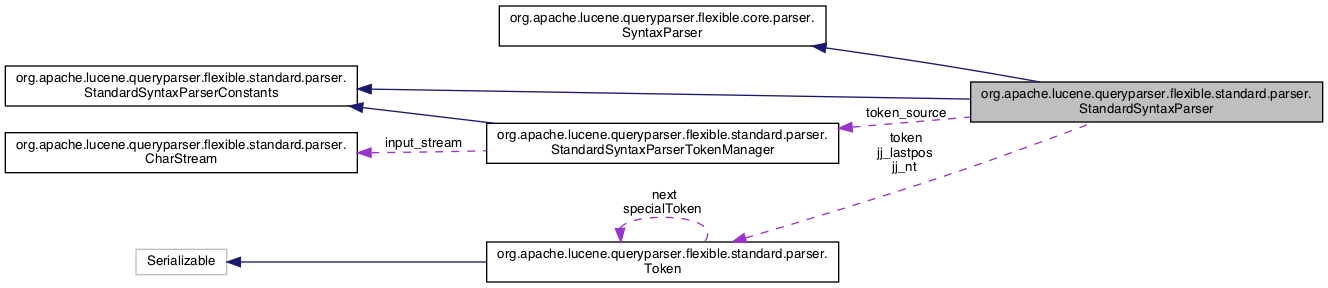 org.apache.lucene.queryparser.flexible.core.parser.
SyntaxParser
org.apache.lucene.queryparser.flexible.standard.parser.
StandardSyntaxParserConstants
org.apache.lucene.queryparser.flexible.standard.parser.
StandardSyntaxParser
token_source
org.apache.lucene.queryparser.flexible.standard.parser.
StandardSyntaxParserTokenManager
org.apache.lucene.queryparser.flexible.standard.parser.
CharStream
input_stream
token
jj_lastpos
jj_nt
next
specialToken
org.apache.lucene.queryparser.flexible.standard.parser.
Token
Serializable